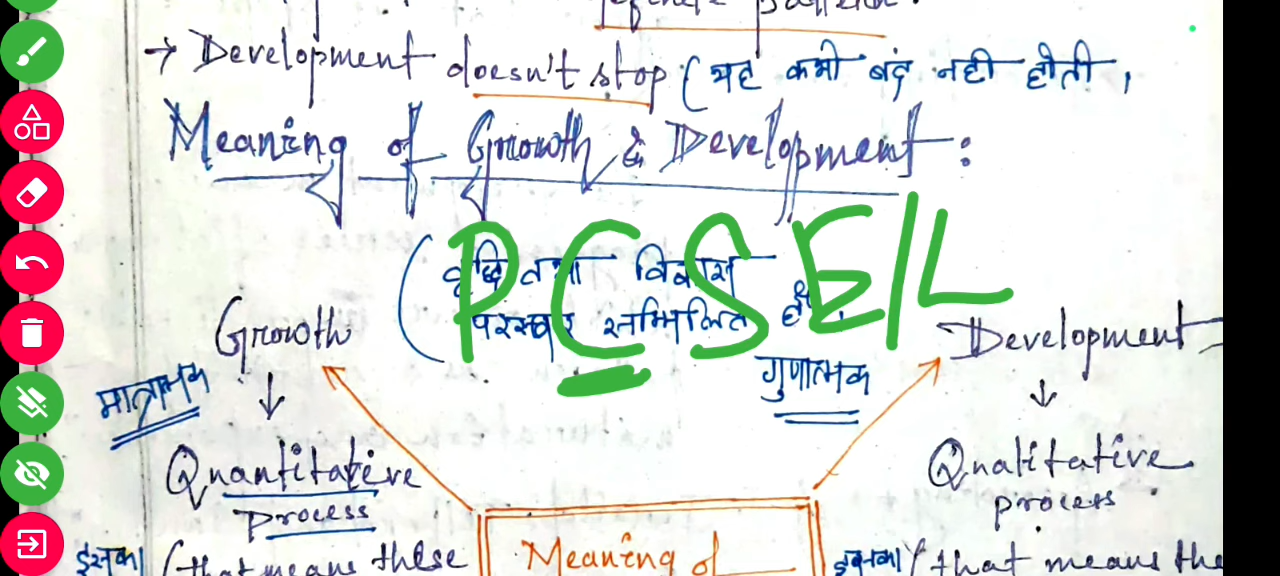 → Development doesn't stop (यह कभी बंद नही होती,
Meaning of Growth & Development:
(वृद्धि तथा विकास
परस्पर सम्मिलित है
PCSE/L
Growth
Development
मात्रात्मक
गुणात्मक
↓
↓
Quantitative
process
Qualitative
process
Meaning of
इसका (that means these
इसका (that means the